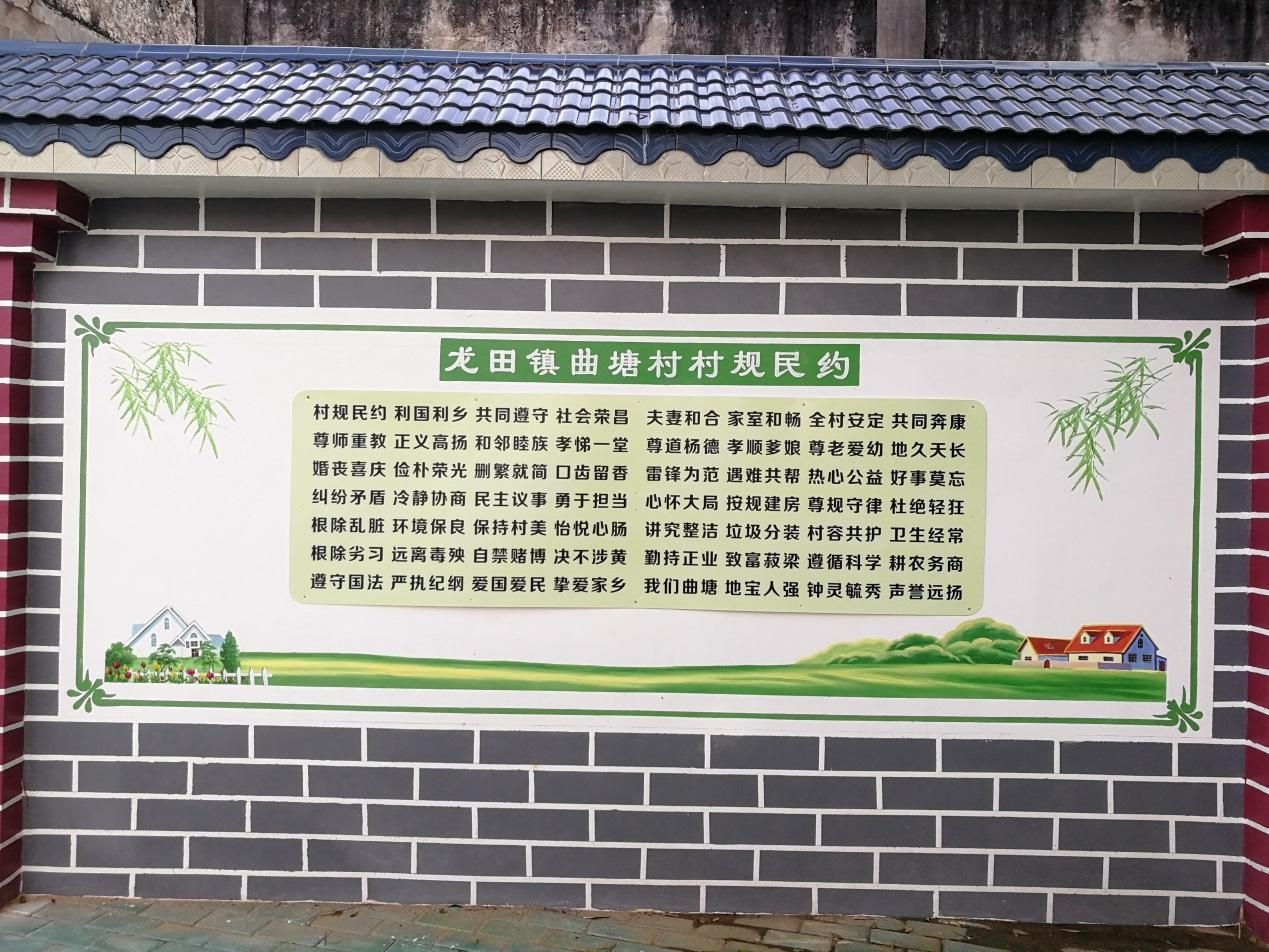 龙田镇曲塘村村规民约
村规民约 利国利乡 共同遵守 社会荣昌 夫妻和合 家室和畅 全村安定 共同奔康
尊师重教 正义高扬 和邻睦族 孝悌一堂 尊道杨德 孝顺爹娘 尊老爱幼 地久天长
婚丧喜庆 俭朴荣光 删繁就简 口齿留香 雷锋为范 遇难共帮 热心公益 好事莫忘
纠纷矛盾 冷静协商 民主议事 勇于担当 心怀大局 按规建房 尊规守律 杜绝轻狂
根除乱脏 环境保良 保持村美 怡悦心肠 讲究整洁 垃圾分装 村容共护 卫生经常
根除劣习 远离毒殃 自禁赌博 决不涉黄 勤持正业 致富菽梁 遵循科学 耕农务商
遵守国法 严执纪纲 爱国爱民 挚爱家乡 我们曲塘 地宝人强 钟灵毓秀 声誉远扬